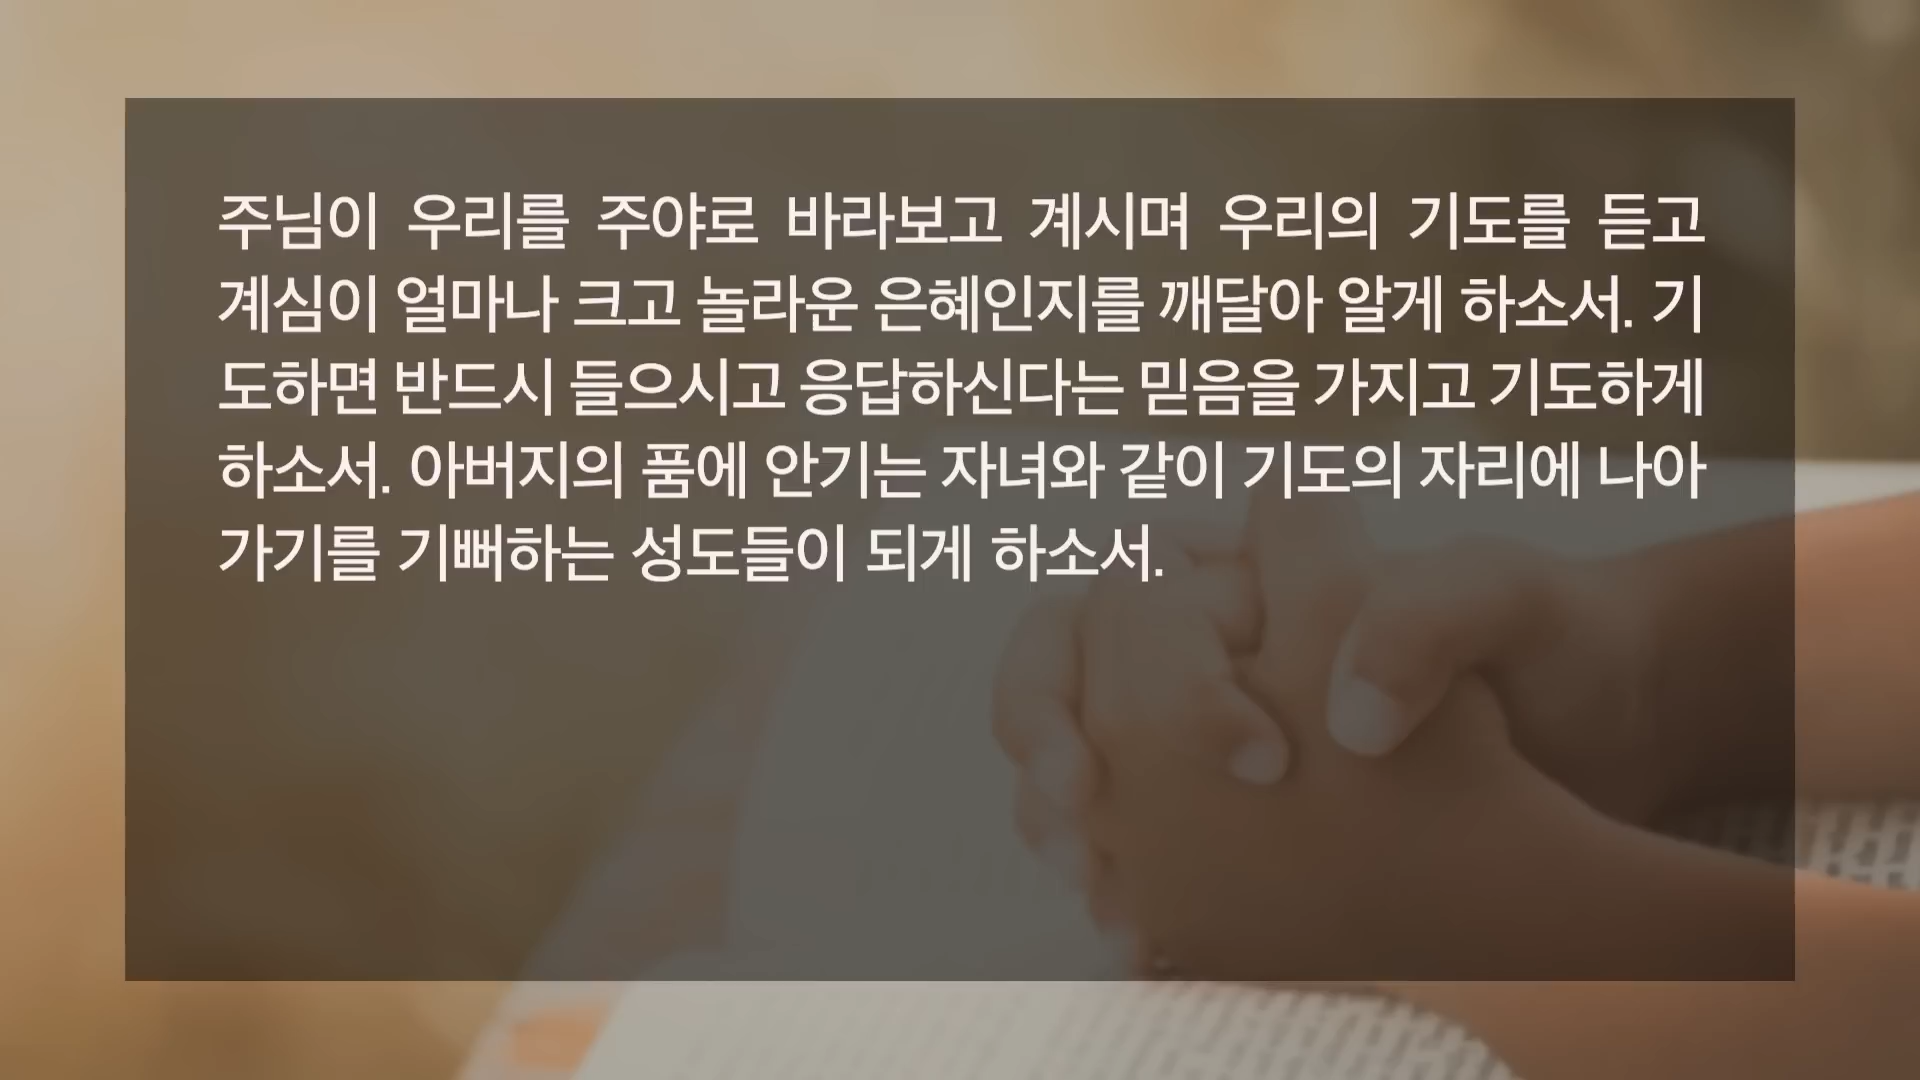 주님이 우리를 주야로 바라보고 계시며 우리의 기도를 듣고
계심이 얼마나 크고 놀라운 은혜인지를 깨달아 알게 하소서. 기
도하면 반드시 들으시고 응답하신다는 믿음을 가지고 기도하게
하소서. 아버지의 품에 안기는 자녀와 같이 기도의 자리에 나아
가기를 기뻐하는 성도들이 되게 하소서.